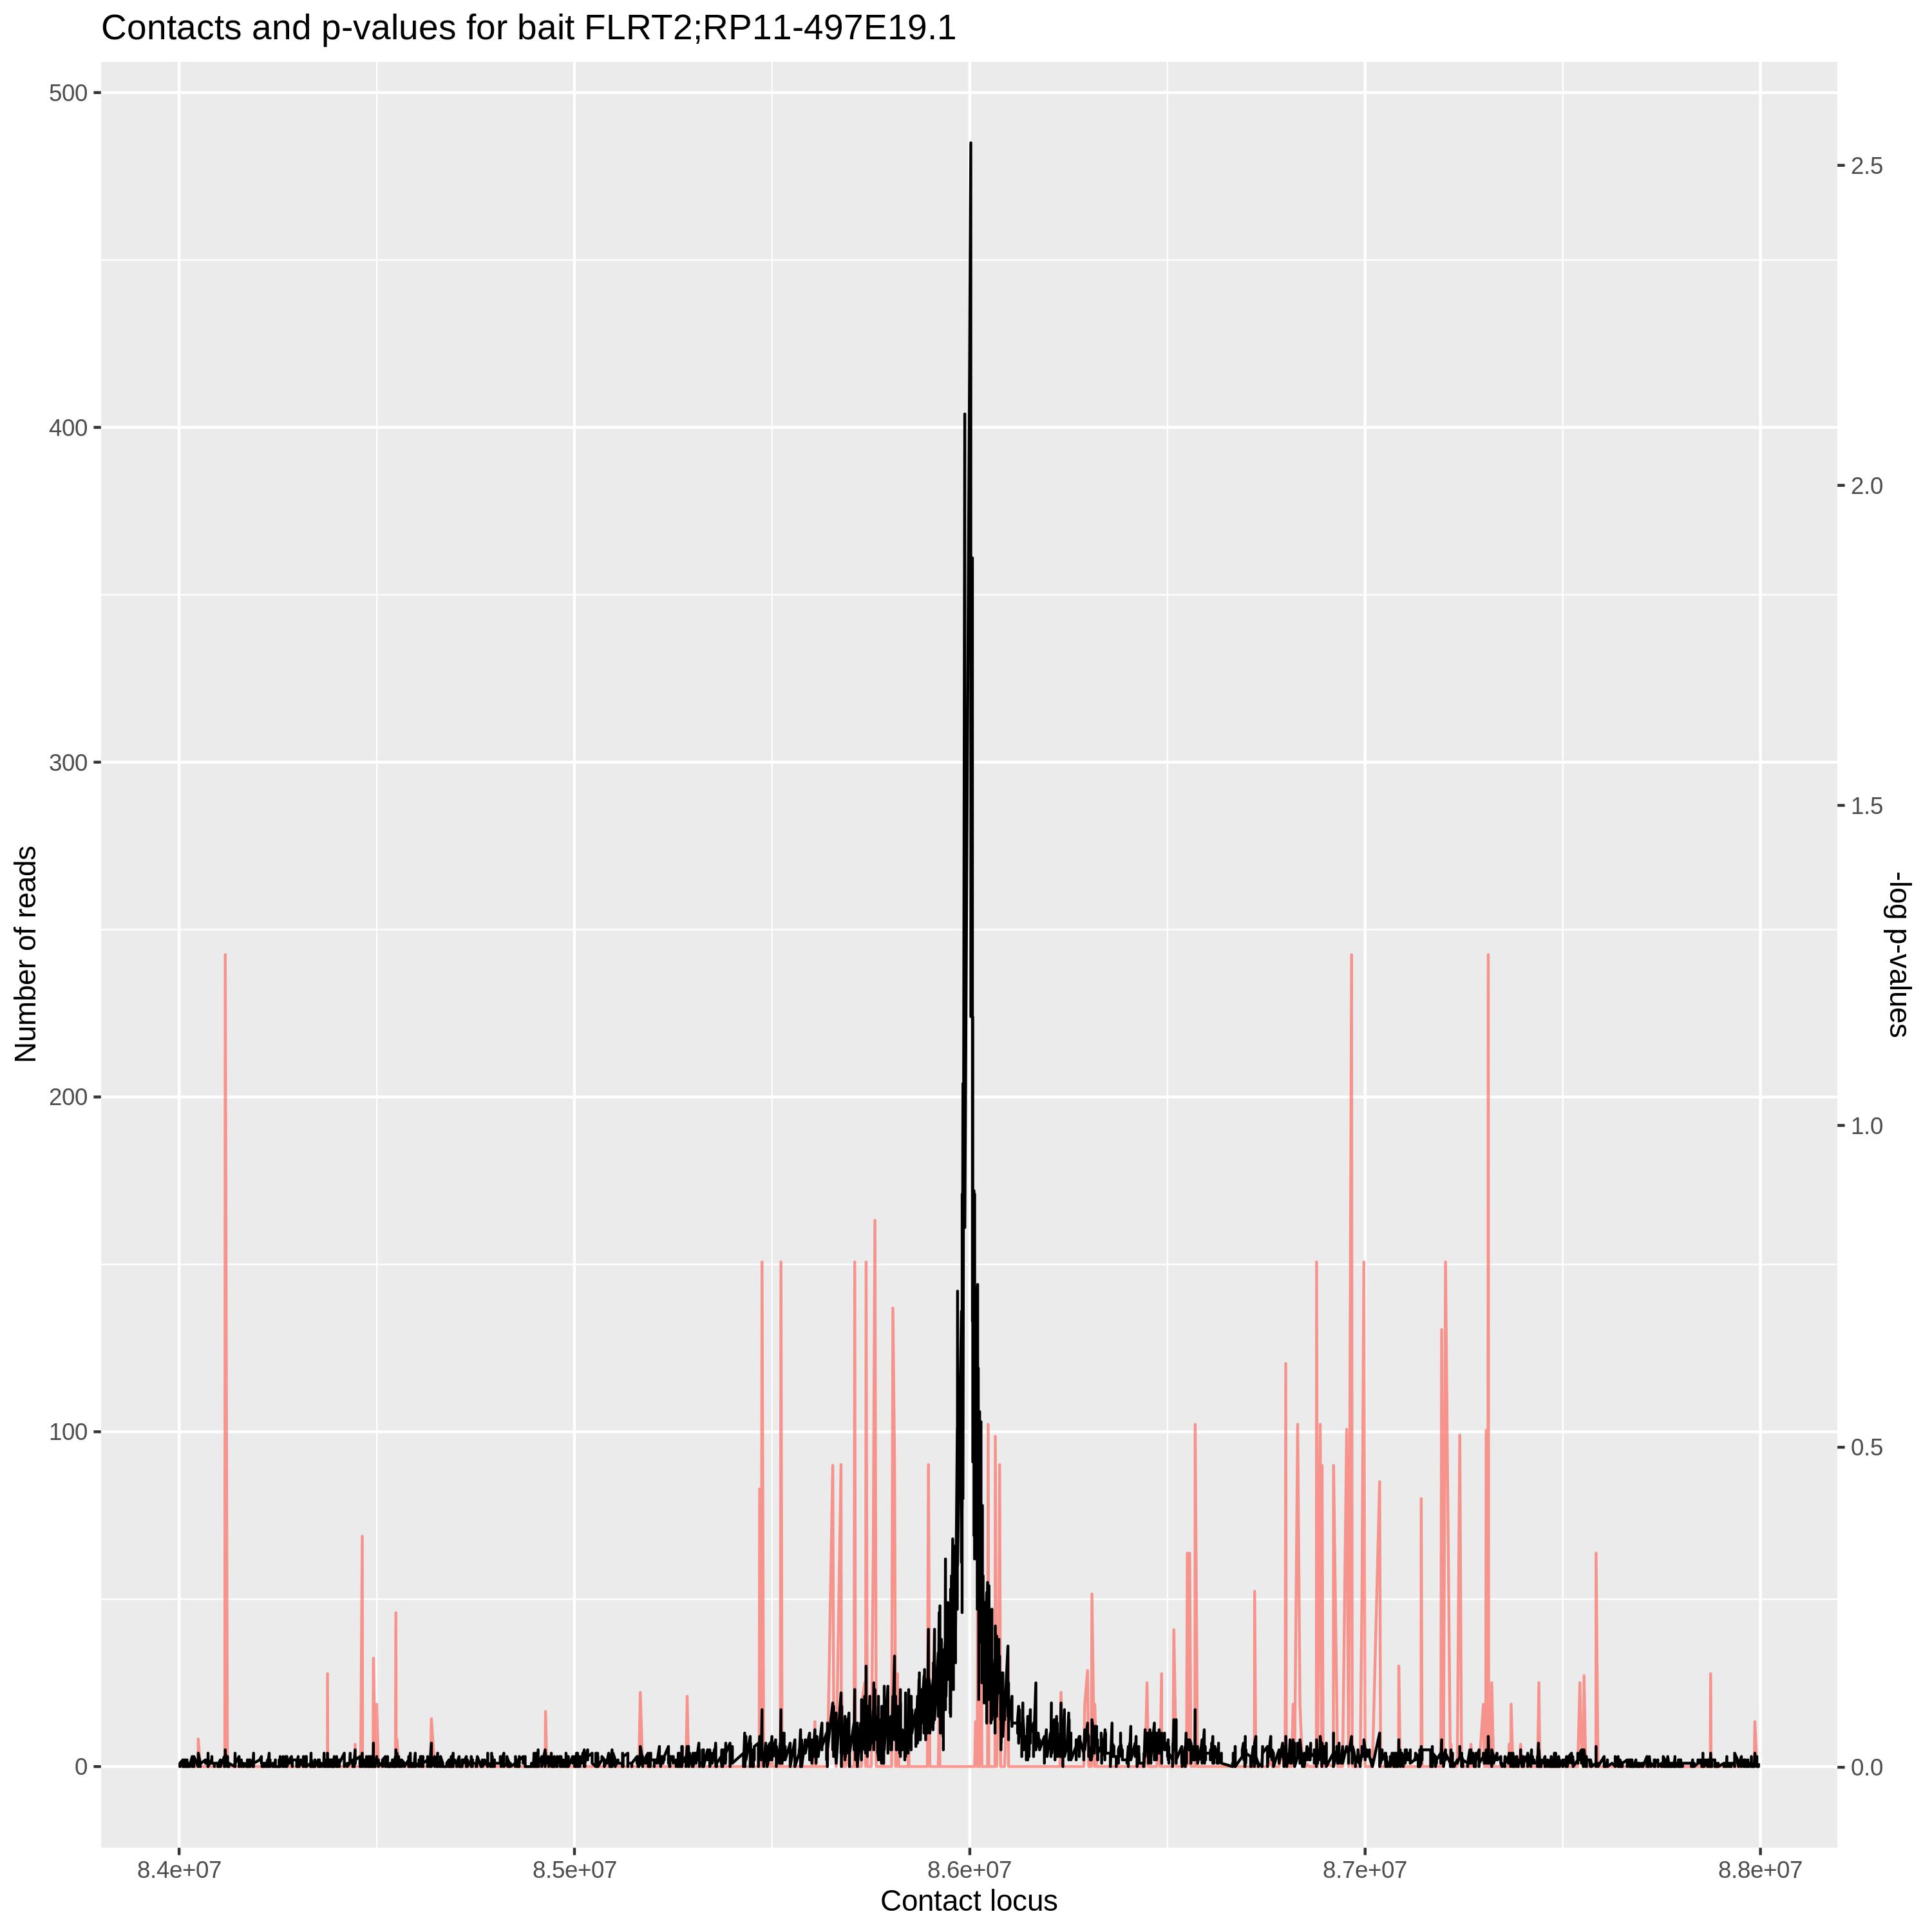 Contacts and p-values for bait FLRT2;RP11-497E19.1
500
400
300
200
100
0
Number of reads
2.5
2.0
1.5
1.0
0.5
0.0
-log p-values
8.4e+07 8.5e+07 8.6e+07 8.7e+07 8.8e+07
Contact locus